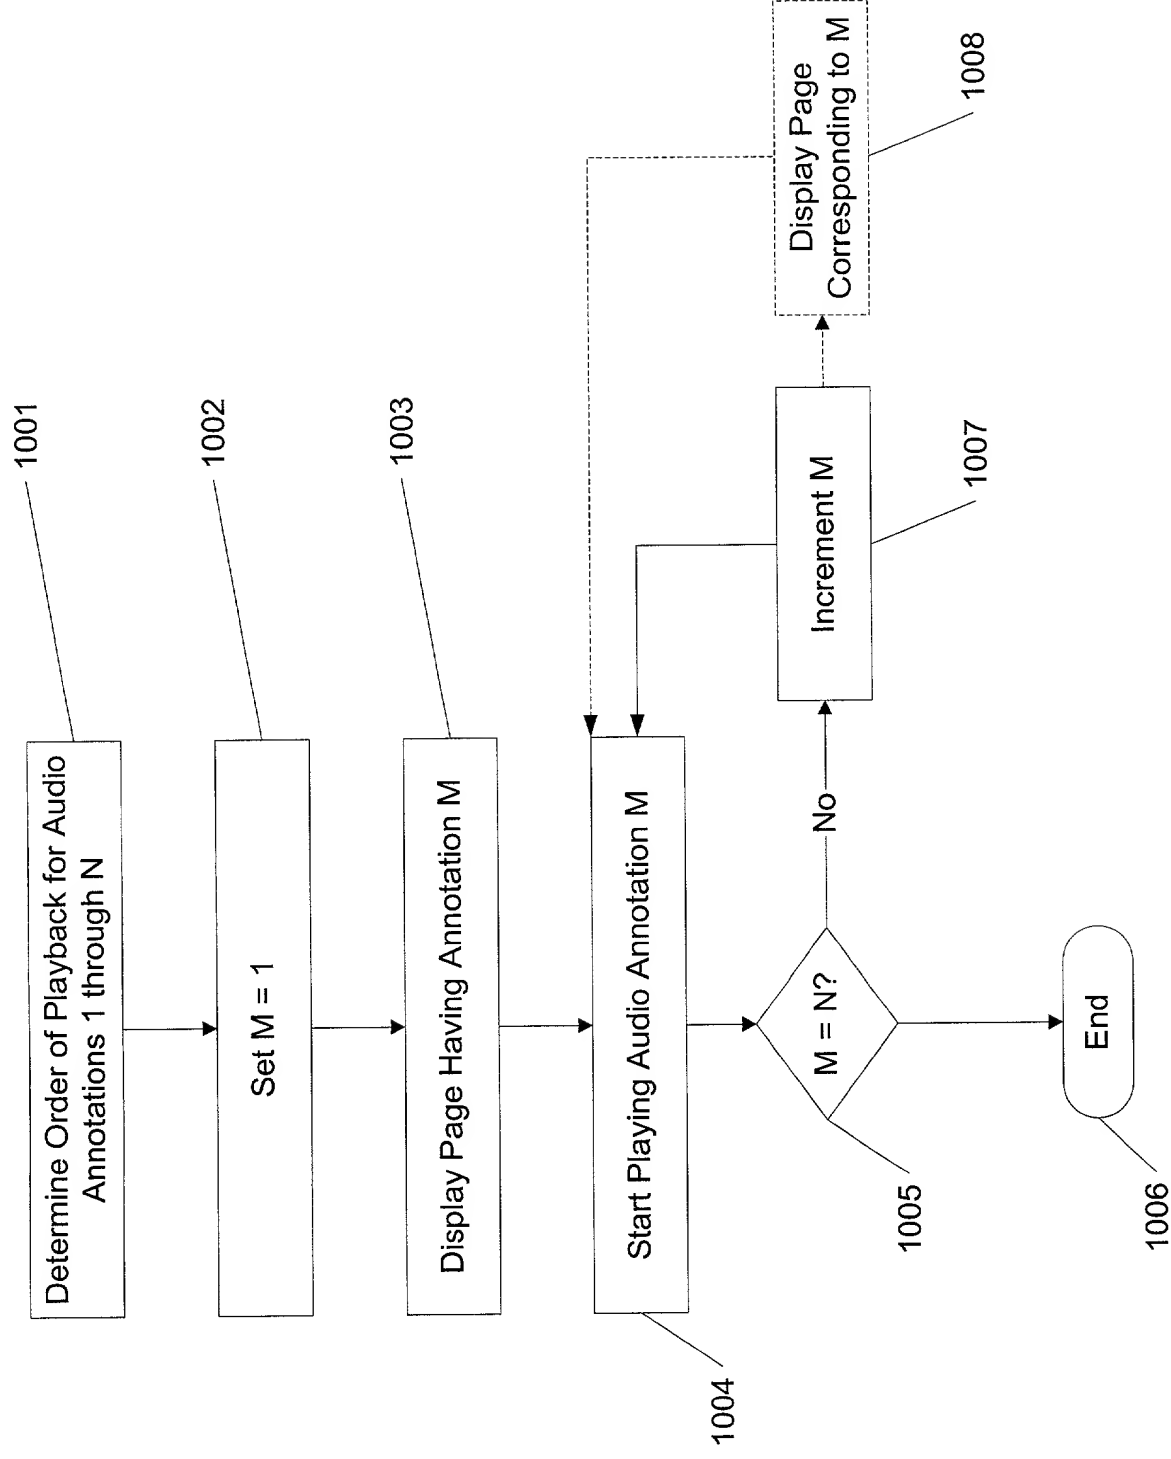 1001
Determine Order of Playback for Audio
Annotations 1 through N
1002
Set M = 1
1003
Display Page Having Annotation M
1004
Start Playing Audio Annotation M
1005
M = N?
No
Increment M
1007
Display Page
Corresponding to M
1008
End
1006